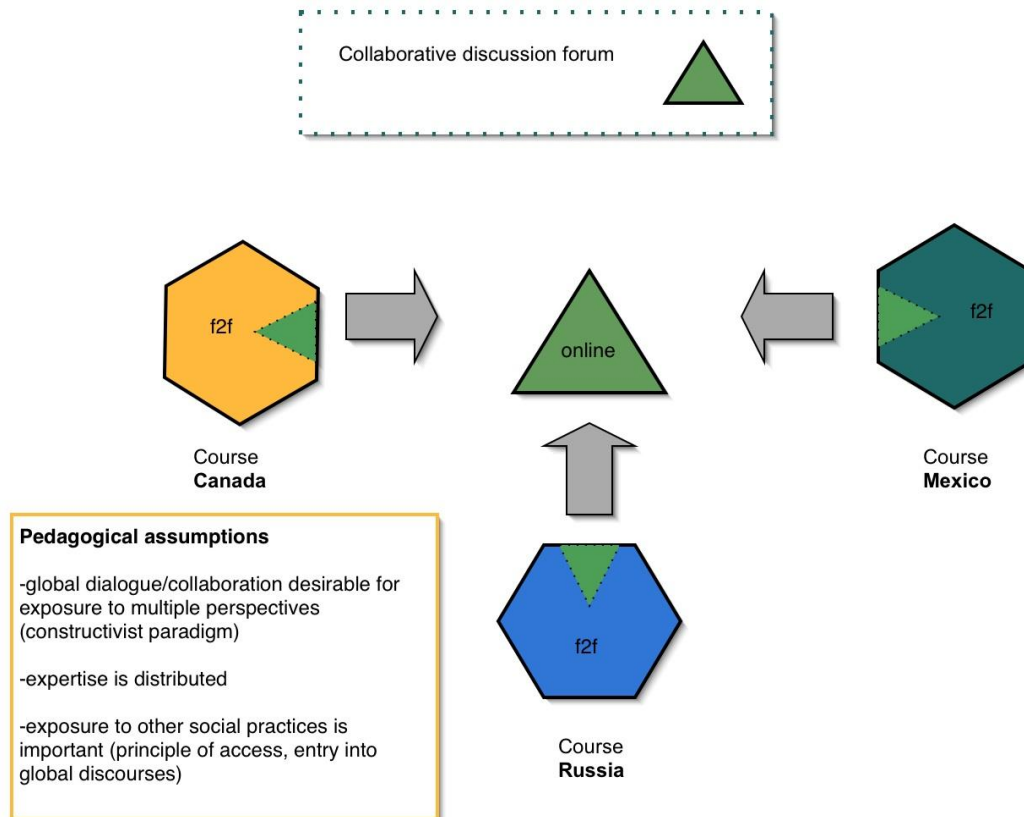 Collaborative discussion forum
f2f
online
f2f
Course
Canada
Course
Mexico
Pedagogical assumptions
-global dialogue/collaboration desirable for
exposure to multiple perspectives
(constructivist paradigm)
-expertise is distributed
-exposure to other social practices is
important (principle of access, entry into
global discourses)
f2f
Course
Russia